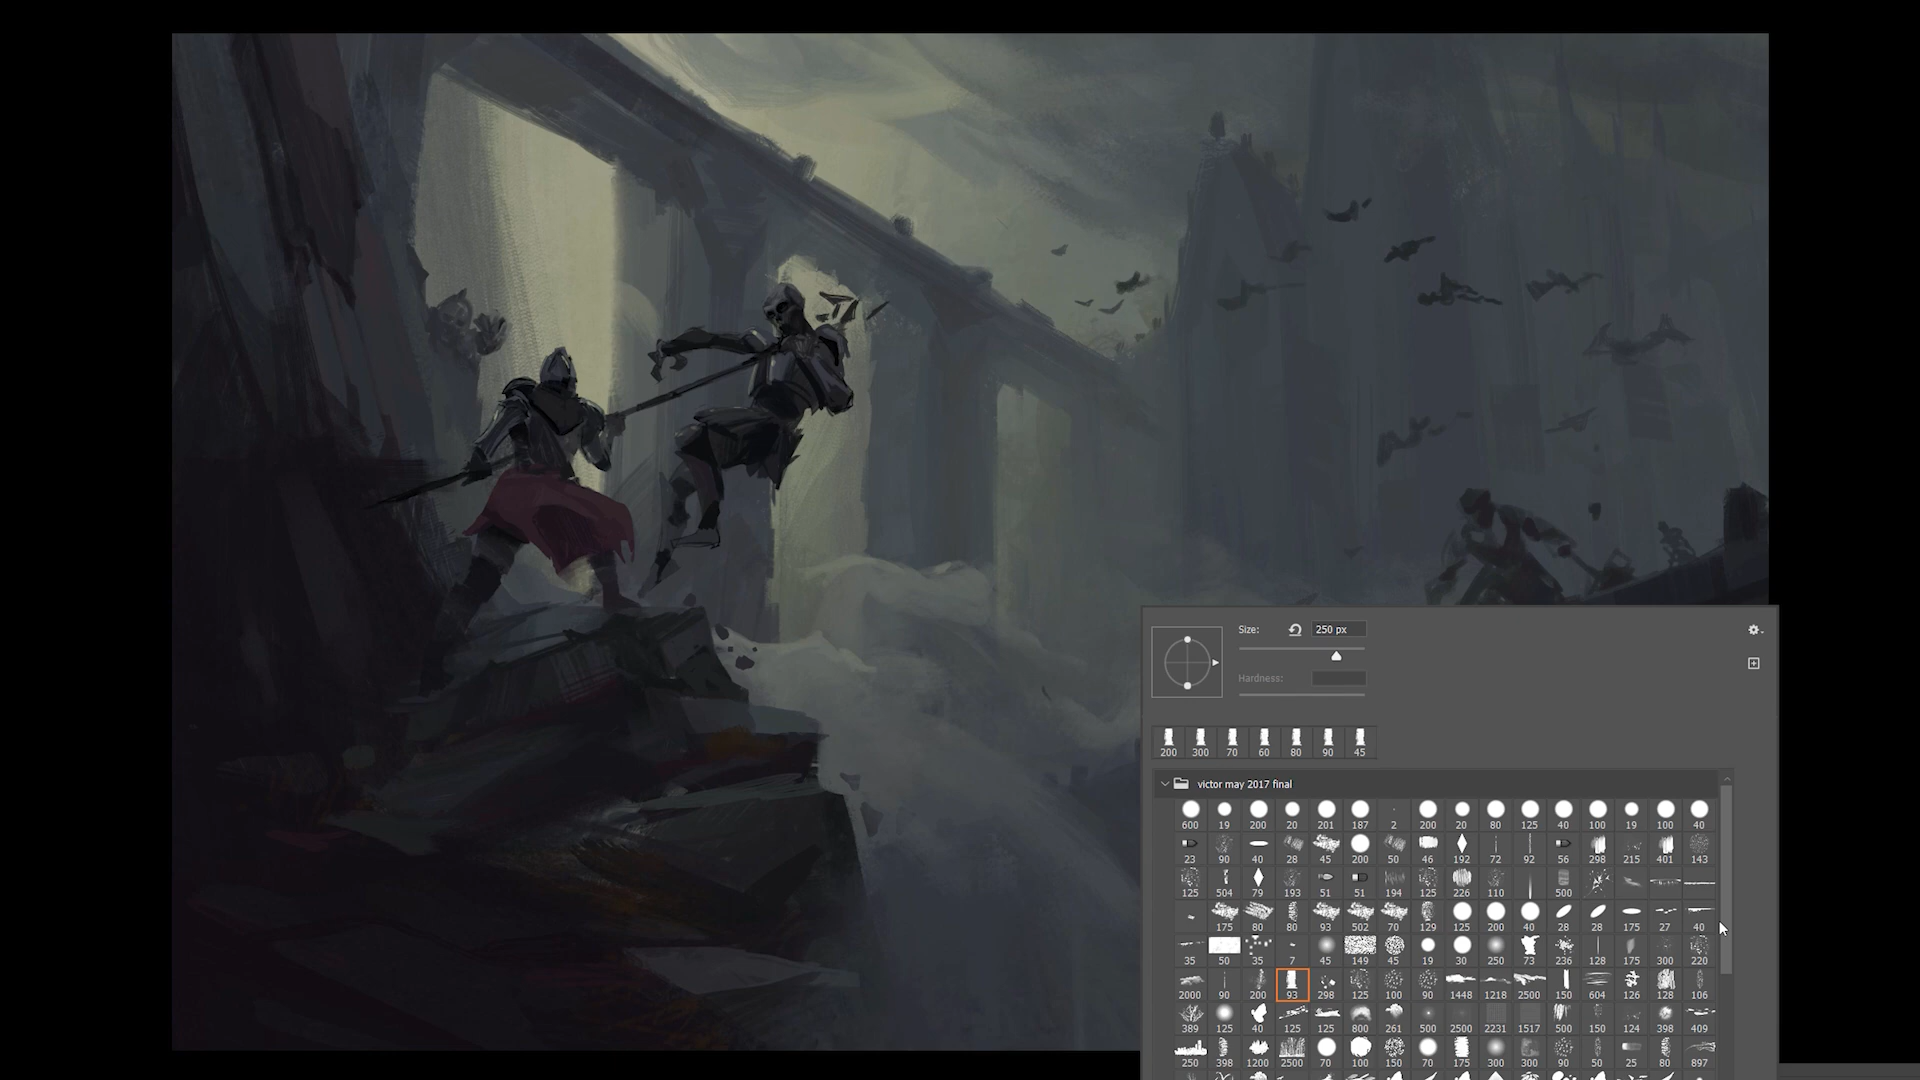 Size: 250 px
Hardness:
200 300 70 60 80 90 45
victor may 2017 final
600 19 200 20 201 187 2 200 20 80 125 40 100 19 100 40
23 90 40 28 45 200 50 46 192 72 92 56 298 215 401 143
125 504 79 193 51 51 194 125 226 110 500
175 80 80 93 502 70 129 125 200 40 28 28 175 27 40
35 50 35 7 45 149 45 19 30 250 73 236 128 175 300 220
2000 90 200 93 298 125 100 90 1448 1218 2500 150 604 126 128 106
389 125 40 125 125 800 261 500 2500 2231 1517 500 150 124 398 409
250 398 1200 2500 70 100 150 70 175 300 300 90 50 25 80 897